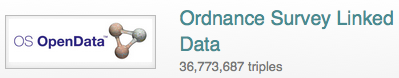 OS OpenData™
Ordnance Survey Linked
Data
36,773,687 triples